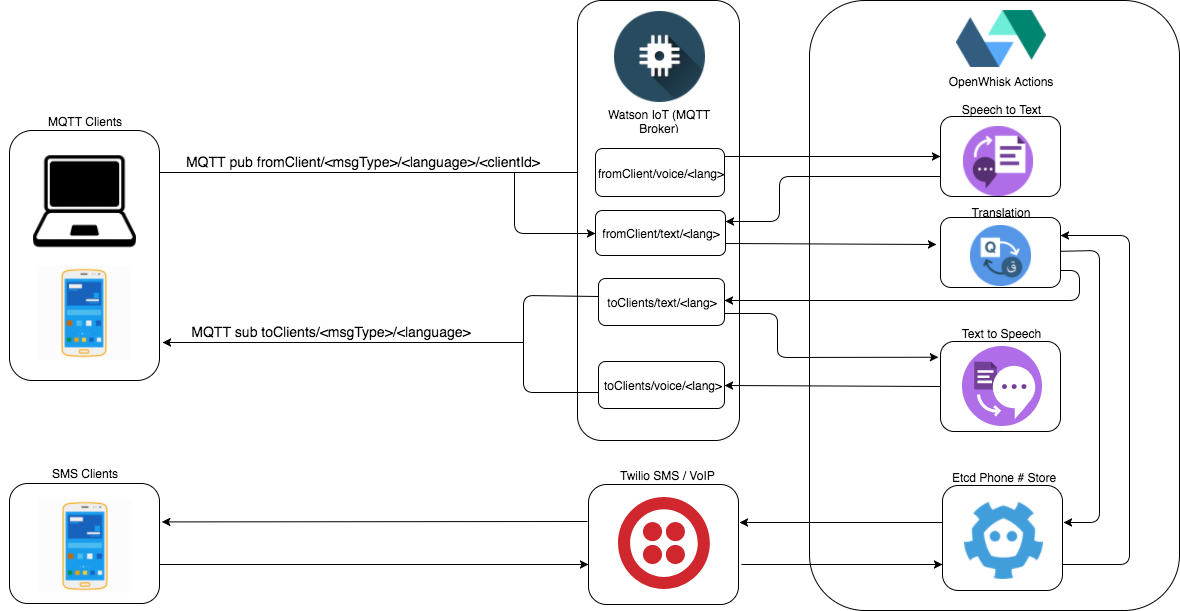 OpenWhisk Actions
Watson IoT (MQTT
Broker)
Speech to Text
MQTT Clients
MQTT pub fromClient/<msgType>/<language>/<clientId>
fromClient/voice/<lang>
Translation
fromClient/text/<lang>
Q
ق
toClients/text/<lang>
MQTT sub toClients/<msgType>/<language>
Text to Speech
toClients/voice/<lang>
SMS Clients
Twilio SMS / VoIP
Etcd Phone # Store